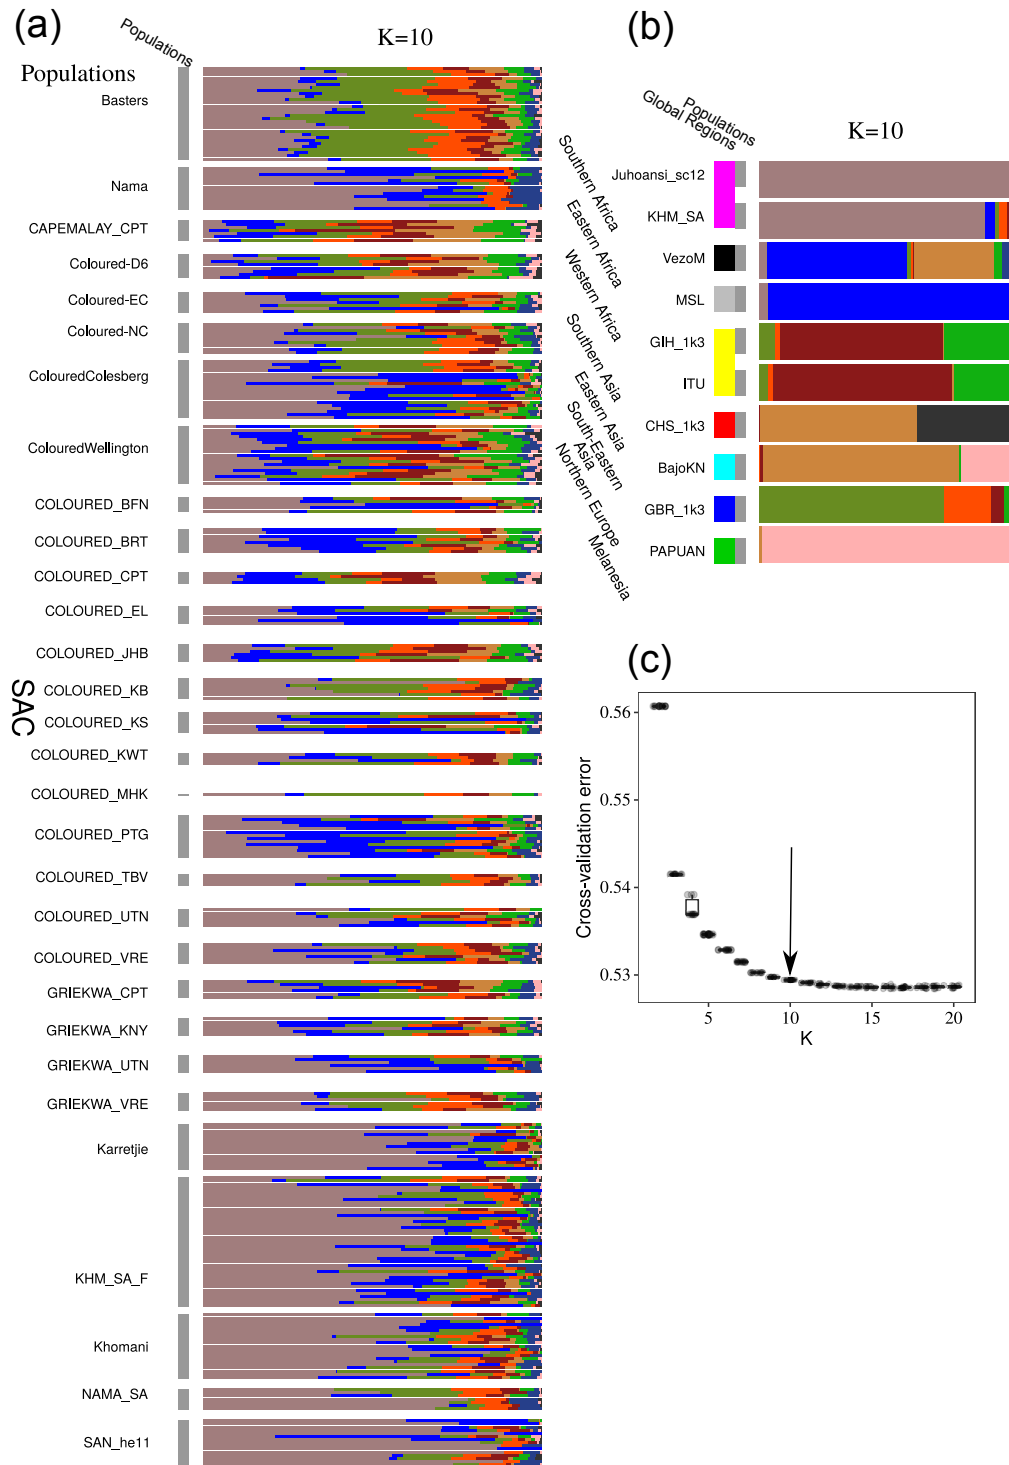 (a)
Populations
K=10
Populations
Basters
Nama
CAPEMALAY_CPT
Coloured-D6
Coloured-EC
Coloured-NC
ColouredColesberg
ColouredWellington
COLOURED_BFN
COLOURED_BRT
COLOURED_CPT
COLOURED_EL
COLOURED_JHB
COLOURED_KB
COLOURED_KS
COLOURED_KWT
COLOURED_MHK
COLOURED_PTG
COLOURED_TBV
COLOURED_UTN
COLOURED_VRE
GRIEKWA_CPT
GRIEKWA_KNY
GRIEKWA_UTN
GRIEKWA_VRE
Karretjie
KHM_SA_F
Khomani
NAMA_SA
SAN_he11
SAC
(b)
Populations
Global Regions
K=10
Southern Africa
Eastern Africa
Western Africa
Southern Asia
Eastern Asia
South-Eastern
Asia
Northern Europe
Melanesia
Juhoansi_sc12
KHM_SA
VezoM
MSL
GIH_1k3
ITU
CHS_1k3
BajoKN
GBR_1k3
PAPUAN
(c)
Cross-validation error
0.56
0.55
0.54
0.53
5
10
15
20
K